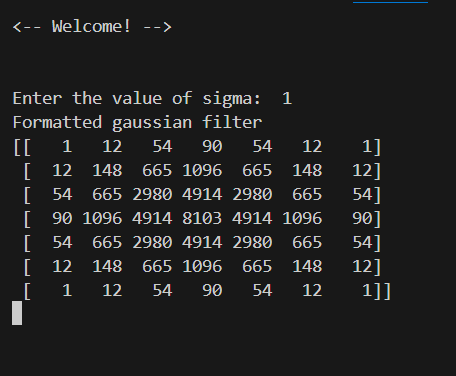 <-- Welcome! -->
Enter the value of sigma:  1
Formatted gaussian filter
[[   1   12   54   90   54   12    1]
 [  12  148  665 1096  665  148   12]
 [  54  665 2980 4914 2980  665   54]
 [  90 1096 4914 8103 4914 1096   90]
 [  54  665 2980 4914 2980  665   54]
 [  12  148  665 1096  665  148   12]
 [   1   12   54   90   54   12    1]]